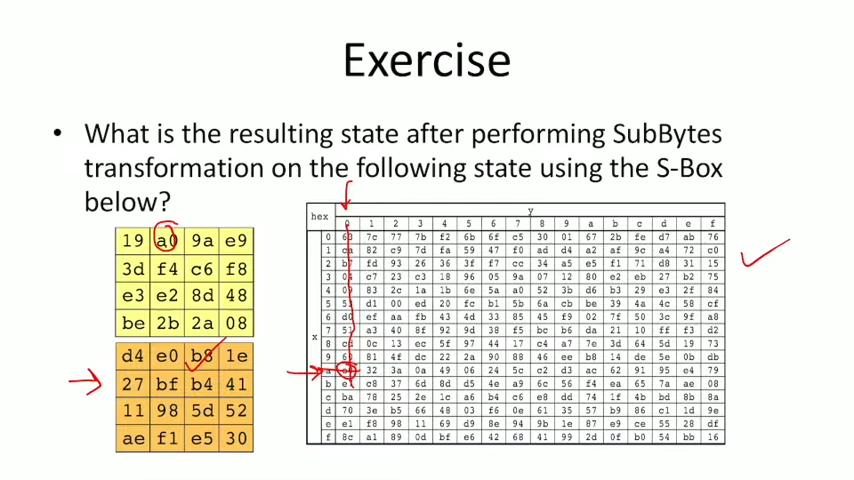 Exercise
• What is the resulting state after performing SubBytes
transformation on the following state using the S-Box
below?
19 a0 9a e9
3d f4 c6 f8
e3 e2 8d 48
be 2b 2a 08
d4 e0 b8 1e
27 bf b4 41
11 98 5d 52
ae f1 e5 30
hex y
0 1 2 3 4 5 6 7 8 9 a b c d e f
x
0 63 7c 77 7b f2 6b 6f c5 30 01 67 2b fe d7 ab 76
1 ca 82 c9 7d fa 59 47 f0 ad d4 a2 af 9c a4 72 c0
2 b7 fd 93 26 36 3f f7 cc 34 a5 e5 f1 71 d8 31 15
3 04 c7 23 c3 18 96 05 9a 07 12 80 e2 eb 27 b2 75
4 09 83 2c 1a 1b 6e 5a a0 52 3b d6 b3 29 e3 2f 84
5 53 d1 00 ed 20 fc b1 5b 6a cb be 39 4a 4c 58 cf
6 d0 ef aa fb 43 4d 33 85 45 f9 02 7f 50 3c 9f a8
7 51 a3 40 8f 92 9d 38 f5 bc b6 da 21 10 ff f3 d2
8 cd 0c 13 ec 5f 97 44 17 c4 a7 7e 3d 64 5d 19 73
9 60 81 4f dc 22 2a 90 88 46 ee b8 14 de 5e 0b db
a e0 32 3a 0a 49 06 24 5c c2 d3 ac 62 91 95 e4 79
b e7 c8 37 6d 8d d5 4e a9 6c 56 f4 ea 65 7a ae 08
c ba 78 25 2e 1c a6 b4 c6 e8 dd 74 1f 4b bd 8b 8a
d 70 3e b5 66 48 03 f6 0e 61 35 57 b9 86 c1 1d 9e
e e1 f8 98 11 69 d9 8e 94 9b 1e 87 e9 ce 55 28 df
f 8c a1 89 0d bf e6 42 68 41 99 2d 0f b0 54 bb 16